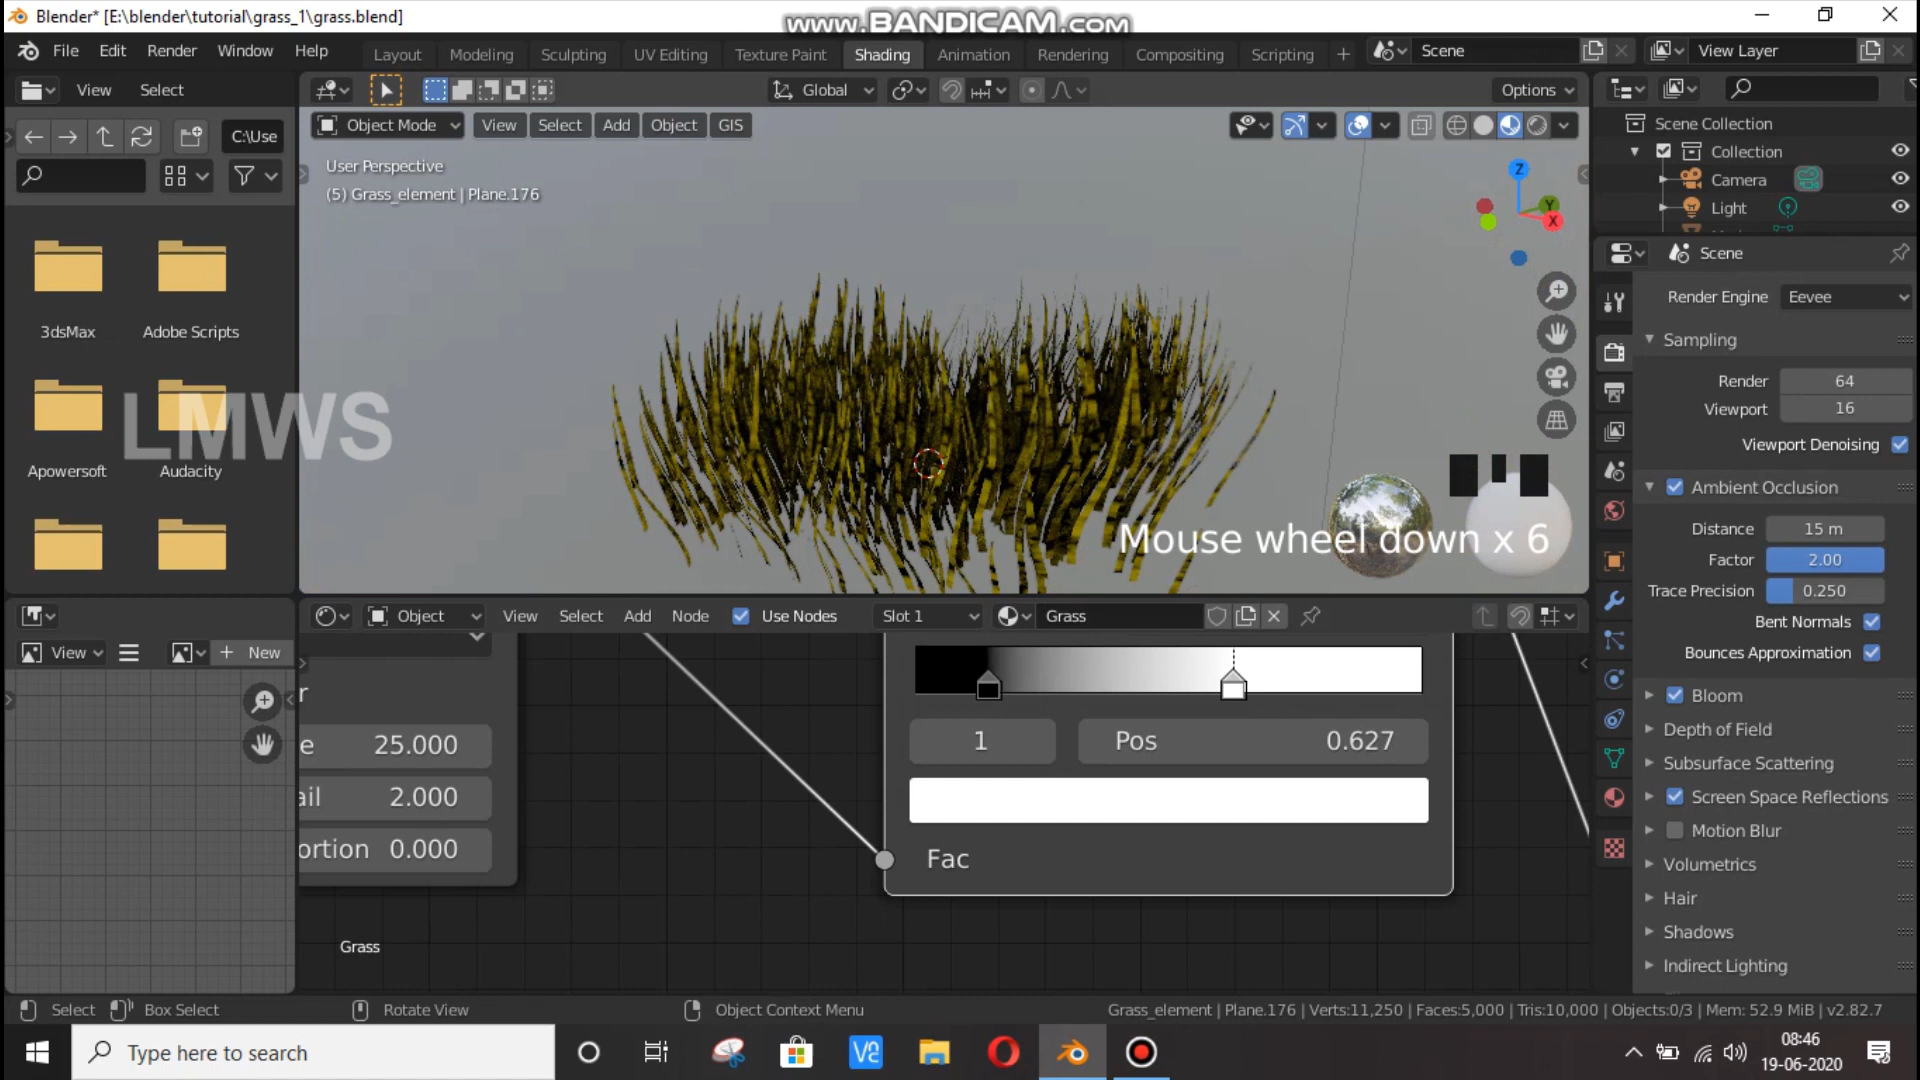 Blender* [E:\blender\tutorial\grass_1\grass.blend]
www.BANDICAM.com
File Edit Render Window Help
Layout Modeling Sculpting UV Editing Texture Paint Shading Animation Rendering Compositing Scripting +
Scene
View Layer
View Select
Global
Options
C:\Use
Object Mode View Select Add Object GIS
User Perspective
(5) Grass_element | Plane.176
Z
Y
X
Scene Collection
Collection
Camera
Light
3dsMax
Adobe Scripts
Apowersoft
Audacity
LMWS
Mouse wheel down x 6
Scene
Render Engine Eevee
Sampling
Render 64
Viewport 16
Viewport Denoising
Ambient Occlusion
Distance 15 m
Factor 2.00
Trace Precision 0.250
Bent Normals
Bounces Approximation
Bloom
Depth of Field
Subsurface Scattering
Screen Space Reflections
Motion Blur
Volumetrics
Hair
Shadows
Indirect Lighting
Object View Select Add Node Use Nodes Slot 1 Grass
View
+ New
r
e 25.000
ail 2.000
ortion 0.000
1
Pos 0.627
Fac
Grass
Select Box Select Rotate View Object Context Menu
Grass_element | Plane.176 | Verts:11,250 | Faces:5,000 | Tris:10,000 | Objects:0/3 | Mem: 52.9 MiB | v2.82.7
Type here to search
08:46
19-06-2020